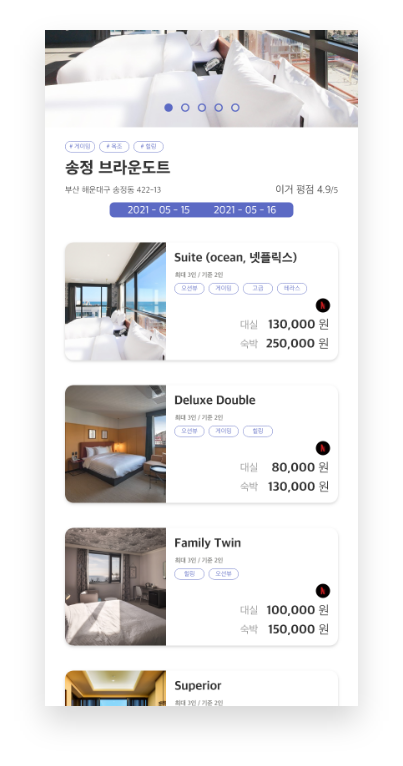 # 게이밍 # 욕조 # 힐링
송정 브라운도트
부산 해운대구 송정동 422-13 이거 평점 4.9/5
2021 - 05 - 15 2021 - 05 - 16
Suite (ocean, 넷플릭스)
최대 3인 / 기준 2인
오션뷰 게이밍 고급 테라스
대실 130,000 원
숙박 250,000 원
Deluxe Double
최대 3인 / 기준 2인
오션뷰 게이밍 힐링
대실 80,000 원
숙박 130,000 원
Family Twin
최대 3인 / 기준 2인
힐링 오션뷰
대실 100,000 원
숙박 150,000 원
Superior
최대 3인 / 기준 2인